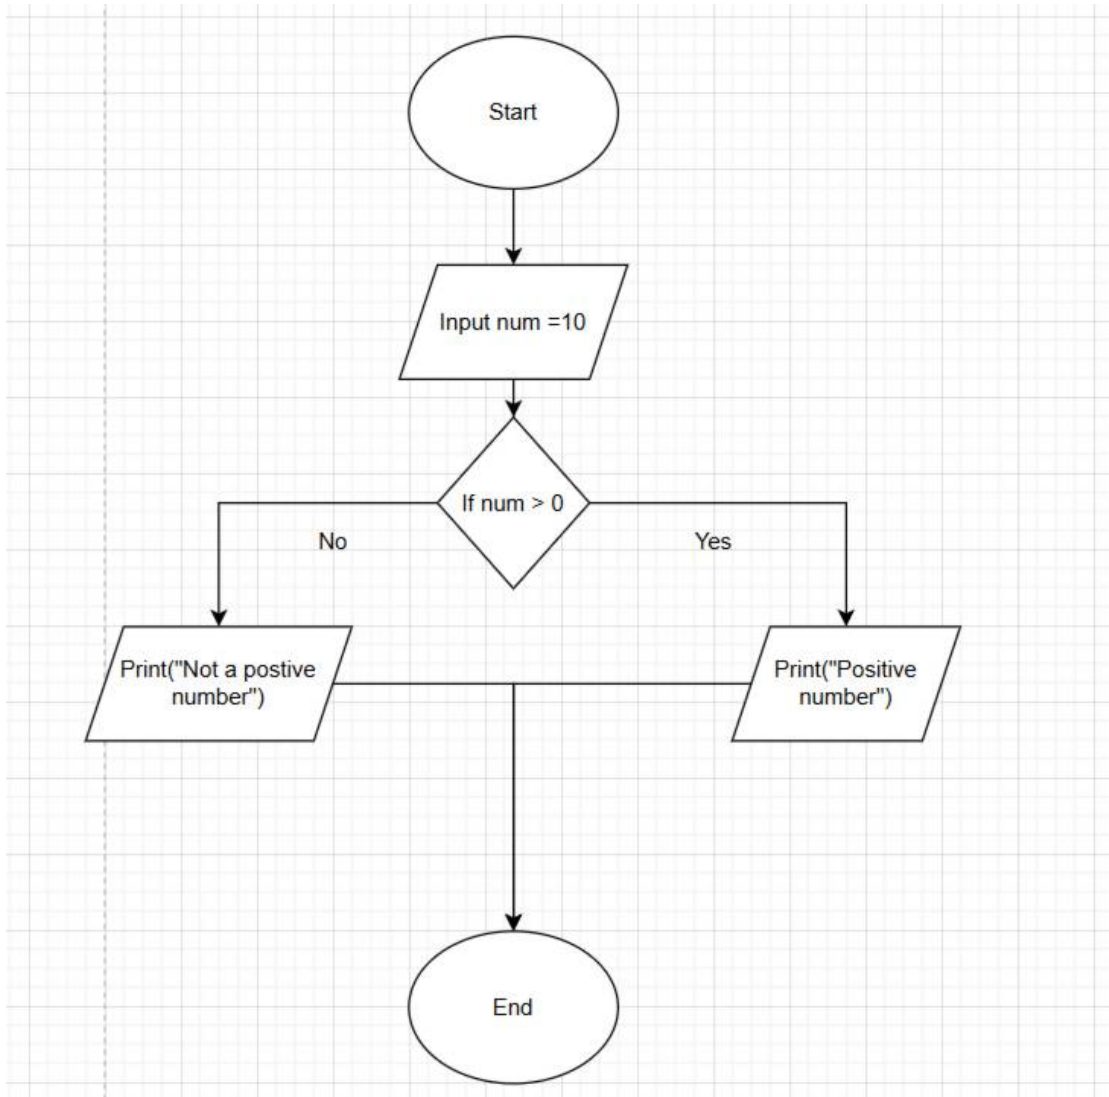 Start
Input num =10
If num > 0
No
Yes
Print("Not a postive
number")
Print("Positive
number")
End